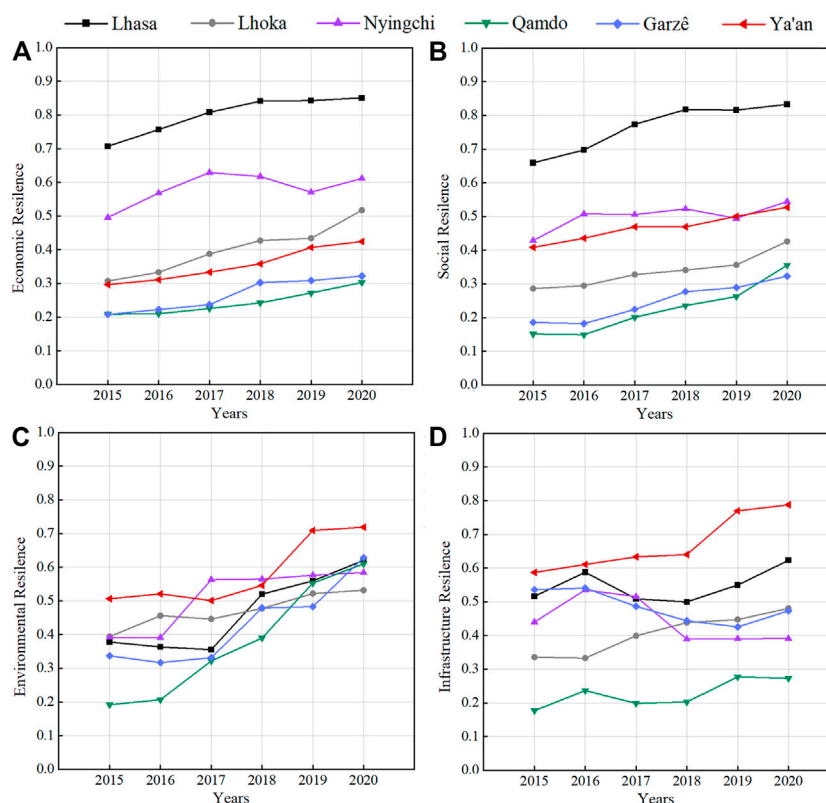 Lhasa Lhoka Nyingchi Qamdo Garzê Ya'an
A
Economic Resilence
1.0
0.9
0.8
0.7
0.6
0.5
0.4
0.3
0.2
0.1
0.0
2015 2016 2017 2018 2019 2020
Years
B
Social Resilence
1.0
0.9
0.8
0.7
0.6
0.5
0.4
0.3
0.2
0.1
0.0
2015 2016 2017 2018 2019 2020
Years
C
Environmental Resilence
1.0
0.9
0.8
0.7
0.6
0.5
0.4
0.3
0.2
0.1
0.0
2015 2016 2017 2018 2019 2020
Years
D
Infrastructure Resilence
1.0
0.9
0.8
0.7
0.6
0.5
0.4
0.3
0.2
0.1
0.0
2015 2016 2017 2018 2019 2020
Years